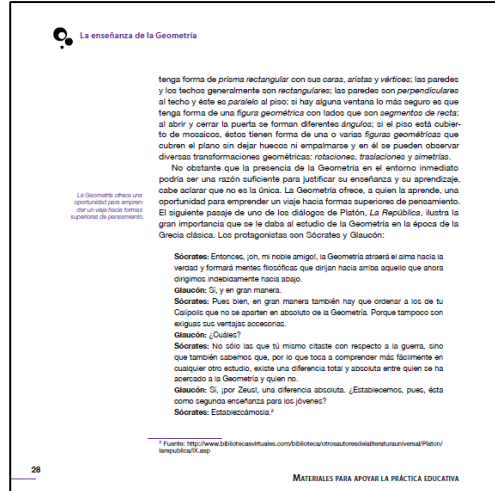 La enseñanza de la Geometría
tenga forma de prisma rectangular con sus caras, aristas y vértices; las paredes
y los techos generalmente son rectangulares; las paredes son perpendiculares
al techo y éste es paralelo al piso; si hay alguna ventana lo más seguro es que
tenga forma de una figura geométrica con lados que son segmentos de recta;
al abrir y cerrar la puerta se forman diferentes ángulos; si el piso está cubier-
to de mosaicos, éstos tienen forma de una o varias figuras geométricas que
cubren el plano sin dejar huecos ni empalmarse y en él se pueden observar
diversas transformaciones geométricas: rotaciones, traslaciones y simetrías.
No obstante que la presencia de la Geometría en el entorno inmediato
podría ser una razón suficiente para justificar su enseñanza y su aprendizaje,
cabe aclarar que no es la única. La Geometría ofrece, a quien la aprende, una
oportunidad para emprender un viaje hacia formas superiores de pensamiento.
El siguiente pasaje de uno de los diálogos de Platón, La República, ilustra la
gran importancia que se le daba al estudio de la Geometría en la época de la
Grecia clásica. Los protagonistas son Sócrates y Glaucón:
La Geometría ofrece una
oportunidad para empren-
der un viaje hacia formas
superiores de pensamiento.
Sócrates: Entonces, ¡oh, mi noble amigo!, la Geometría atraerá el alma hacia la
verdad y formará mentes filosóficas que dirijan hacia arriba aquello que ahora
dirigimos indebidamente hacia abajo.
Glaucón: Sí, y en gran manera.
Sócrates: Pues bien, en gran manera también hay que ordenar a los de tu
Calípolis que no se aparten en absoluto de la Geometría. Porque tampoco son
exiguas sus ventajas accesorias.
Glaucón: ¿Cuáles?
Sócrates: No sólo las que tú mismo citaste con respecto a la guerra, sino
que también sabemos que, por lo que toca a comprender más fácilmente en
cualquier otro estudio, existe una diferencia total y absoluta entre quien se ha
acercado a la Geometría y quien no.
Glaucón: Sí, ¡por Zeus!, una diferencia absoluta. ¿Establecemos, pues, ésta
como segunda enseñanza para los jóvenes?
Sócrates: Establezcámosla.²
² Fuente: http://www.bibliotecasvirtuales.com/biblioteca/otrosautoresdelaliteraturauniversal/Platon/
larepublica/IX.asp
28
MATERIALES PARA APOYAR LA PRÁCTICA EDUCATIVA